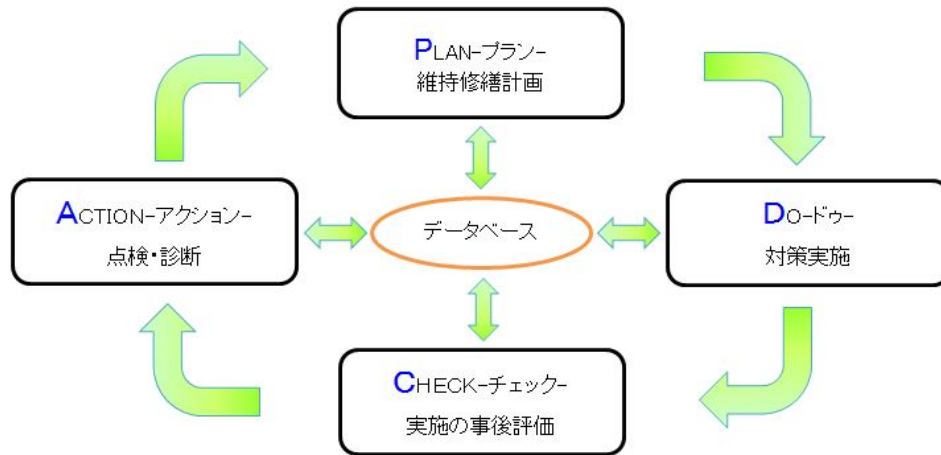 PLAN-プラン-
維持修繕計画
ACTION-アクション-
点検・診断
データベース
DO-ドゥ-
対策実施
CHECK-チェック-
実施の事後評価